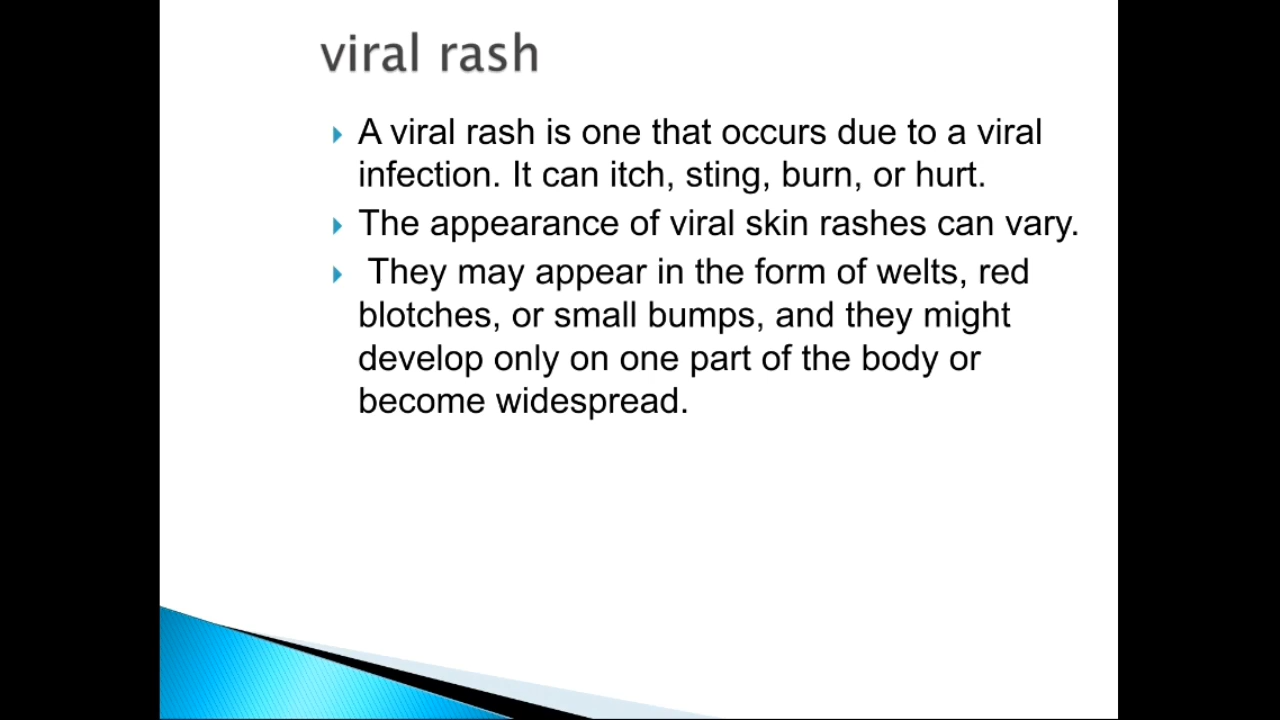 viral rash
A viral rash is one that occurs due to a viral
infection. It can itch, sting, burn, or hurt.
The appearance of viral skin rashes can vary.
They may appear in the form of welts, red
blotches, or small bumps, and they might
develop only on one part of the body or
become widespread.